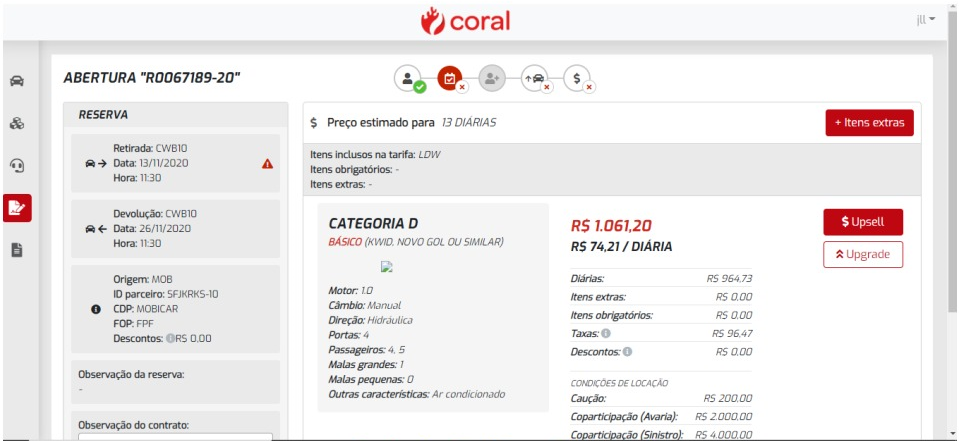 coral
jll
ABERTURA "R0067189-20"
RESERVA
Retirada: CWB10
Data: 13/11/2020
Hora: 11:30
Devolução: CWB10
Data: 26/11/2020
Hora: 11:30
Origem: MOB
ID parceiro: SFJKRKS-10
CDP: MOBICAR
FOP: FPF
Descontos: R$ 0,00
Observação da reserva:
-
Observação do contrato:
$ Preço estimado para 13 DIÁRIAS
+ Itens extras
Itens inclusos na tarifa: LDW
Itens obrigatórios: -
Itens extras: -
CATEGORIA D
BÁSICO (KWID, NOVO GOL OU SIMILAR)
Motor: 1.0
Câmbio: Manual
Direção: Hidráulica
Portas: 4
Passageiros: 4, 5
Malas grandes: 1
Malas pequenas: 0
Outras características: Ar condicionado
R$ 1.061,20
R$ 74,21 / DIÁRIA
Diárias: R$ 964,73
Itens extras: R$ 0,00
Itens obrigatórios: R$ 0,00
Taxas: R$ 96,47
Descontos: R$ 0,00
CONDIÇÕES DE LOCAÇÃO
Caução: R$ 200,00
Coparticipação (Avaria): R$ 2.000,00
Coparticipação (Sinistro): R$ 4.000,00
$ Upsell
Upgrade